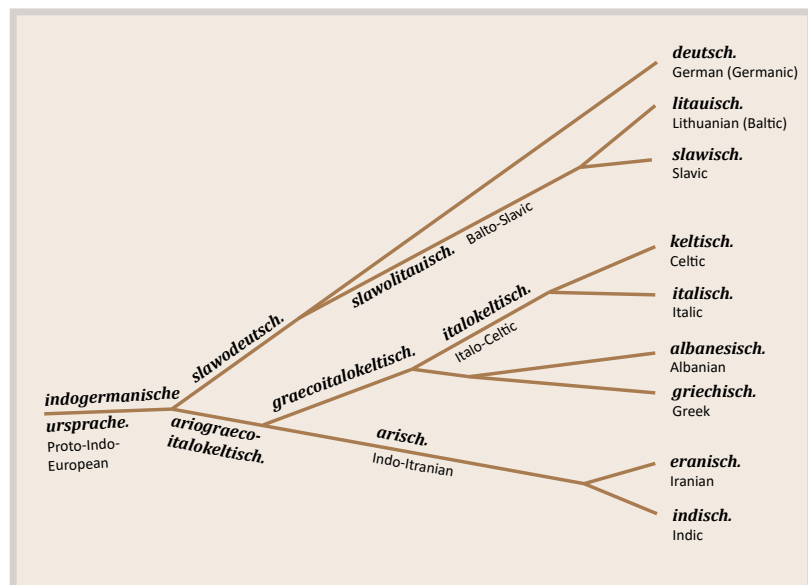 deutsch.
German (Germanic)
litauisch.
Lithuanian (Baltic)
slawisch.
Slavic
Balto-Slavic
slawolitauisch.
keltisch.
Celtic
italokeltisch.
italisch.
Italic
Italo-Celtic
slawodeutsch.
graecoitalokeltisch.
albanesisch.
Albanian
griechisch.
Greek
indogermanische
ursprache.
Proto-Indo-
European
ariograeco-
italokeltisch.
arisch.
Indo-Itranian
eranisch.
Iranian
indisch.
Indic